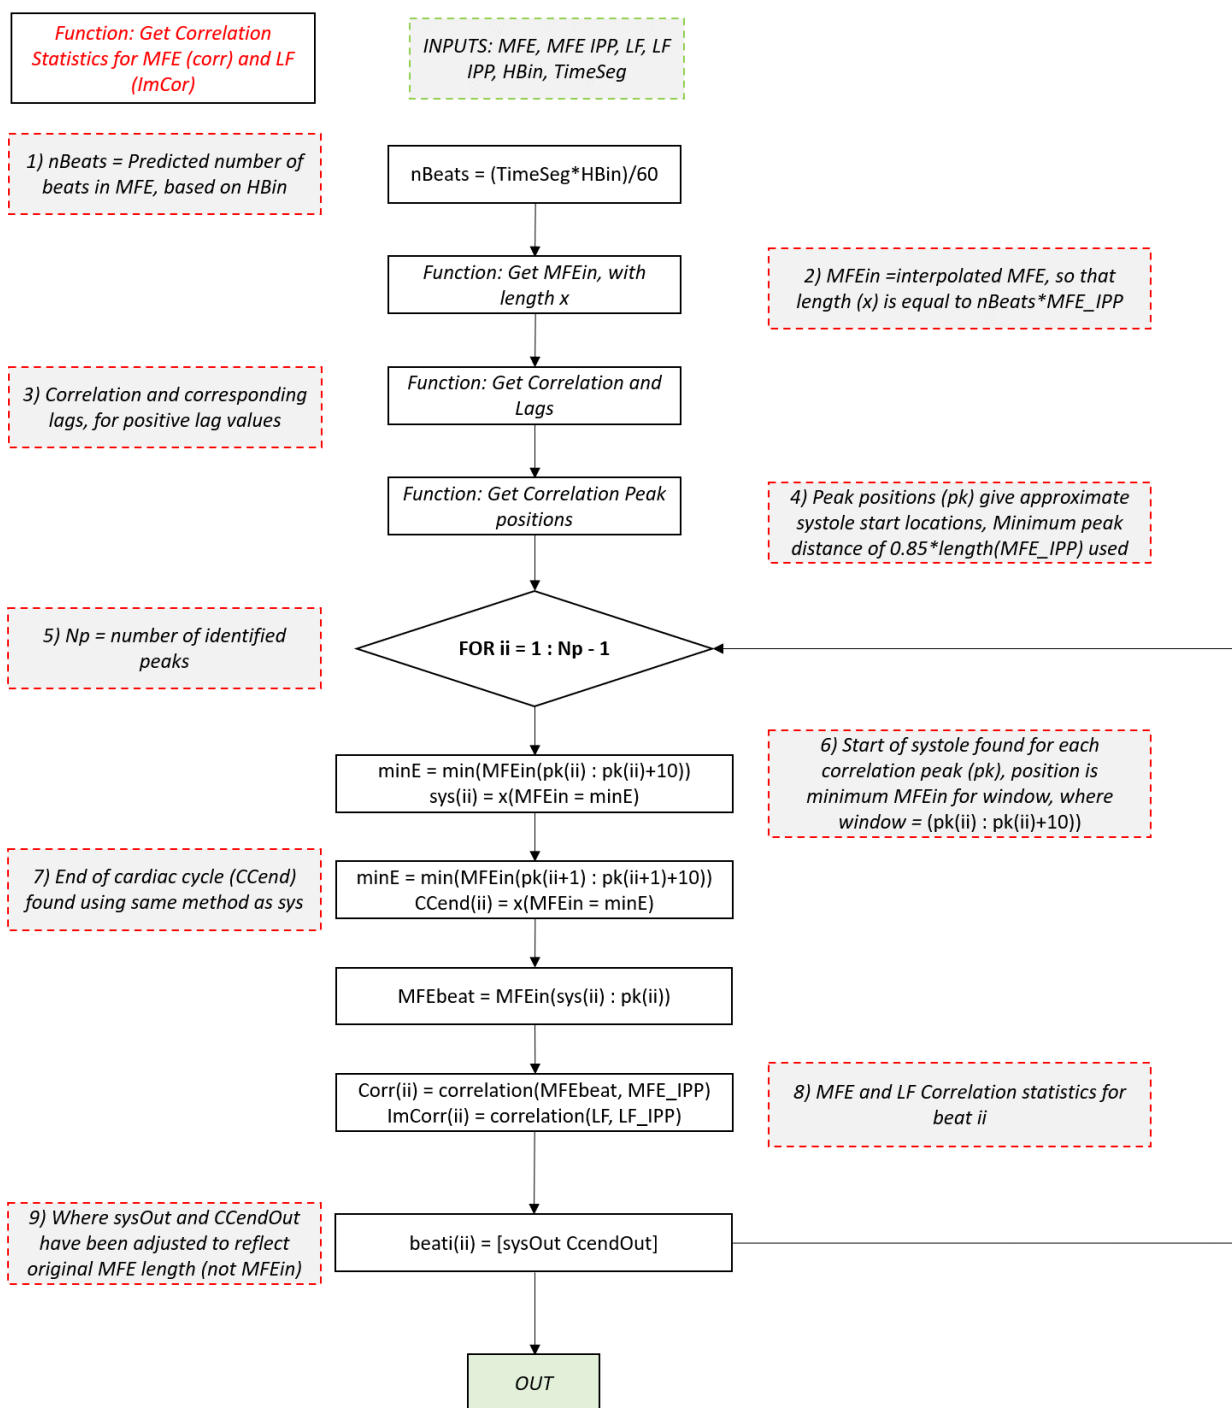 Function: Get Correlation
Statistics for MFE (corr) and LF
(ImCor)
INPUTS: MFE, MFE IPP, LF, LF
IPP, HBin, TimeSeg
1) nBeats = Predicted number of
beats in MFE, based on HBin
nBeats = (TimeSeg*HBin)/60
Function: Get MFEin, with
length x
2) MFEin =interpolated MFE, so that
length (x) is equal to nBeats*MFE_IPP
3) Correlation and corresponding
lags, for positive lag values
Function: Get Correlation and
Lags
Function: Get Correlation Peak
positions
4) Peak positions (pk) give approximate
systole start locations, Minimum peak
distance of 0.85*length(MFE_IPP) used
5) Np = number of identified
peaks
FOR ii = 1 : Np - 1
minE = min(MFEin(pk(ii) : pk(ii)+10))
sys(ii) = x(MFEin = minE)
6) Start of systole found for each
correlation peak (pk), position is
minimum MFEin for window, where
window = (pk(ii) : pk(ii)+10))
7) End of cardiac cycle (CCend)
found using same method as sys
minE = min(MFEin(pk(ii+1) : pk(ii+1)+10))
CCend(ii) = x(MFEin = minE)
MFEbeat = MFEin(sys(ii) : pk(ii))
Corr(ii) = correlation(MFEbeat, MFE_IPP)
ImCorr(ii) = correlation(LF, LF_IPP)
8) MFE and LF Correlation statistics for
beat ii
9) Where sysOut and CCendOut
have been adjusted to reflect
original MFE length (not MFEin)
beati(ii) = [sysOut CcendOut]
OUT